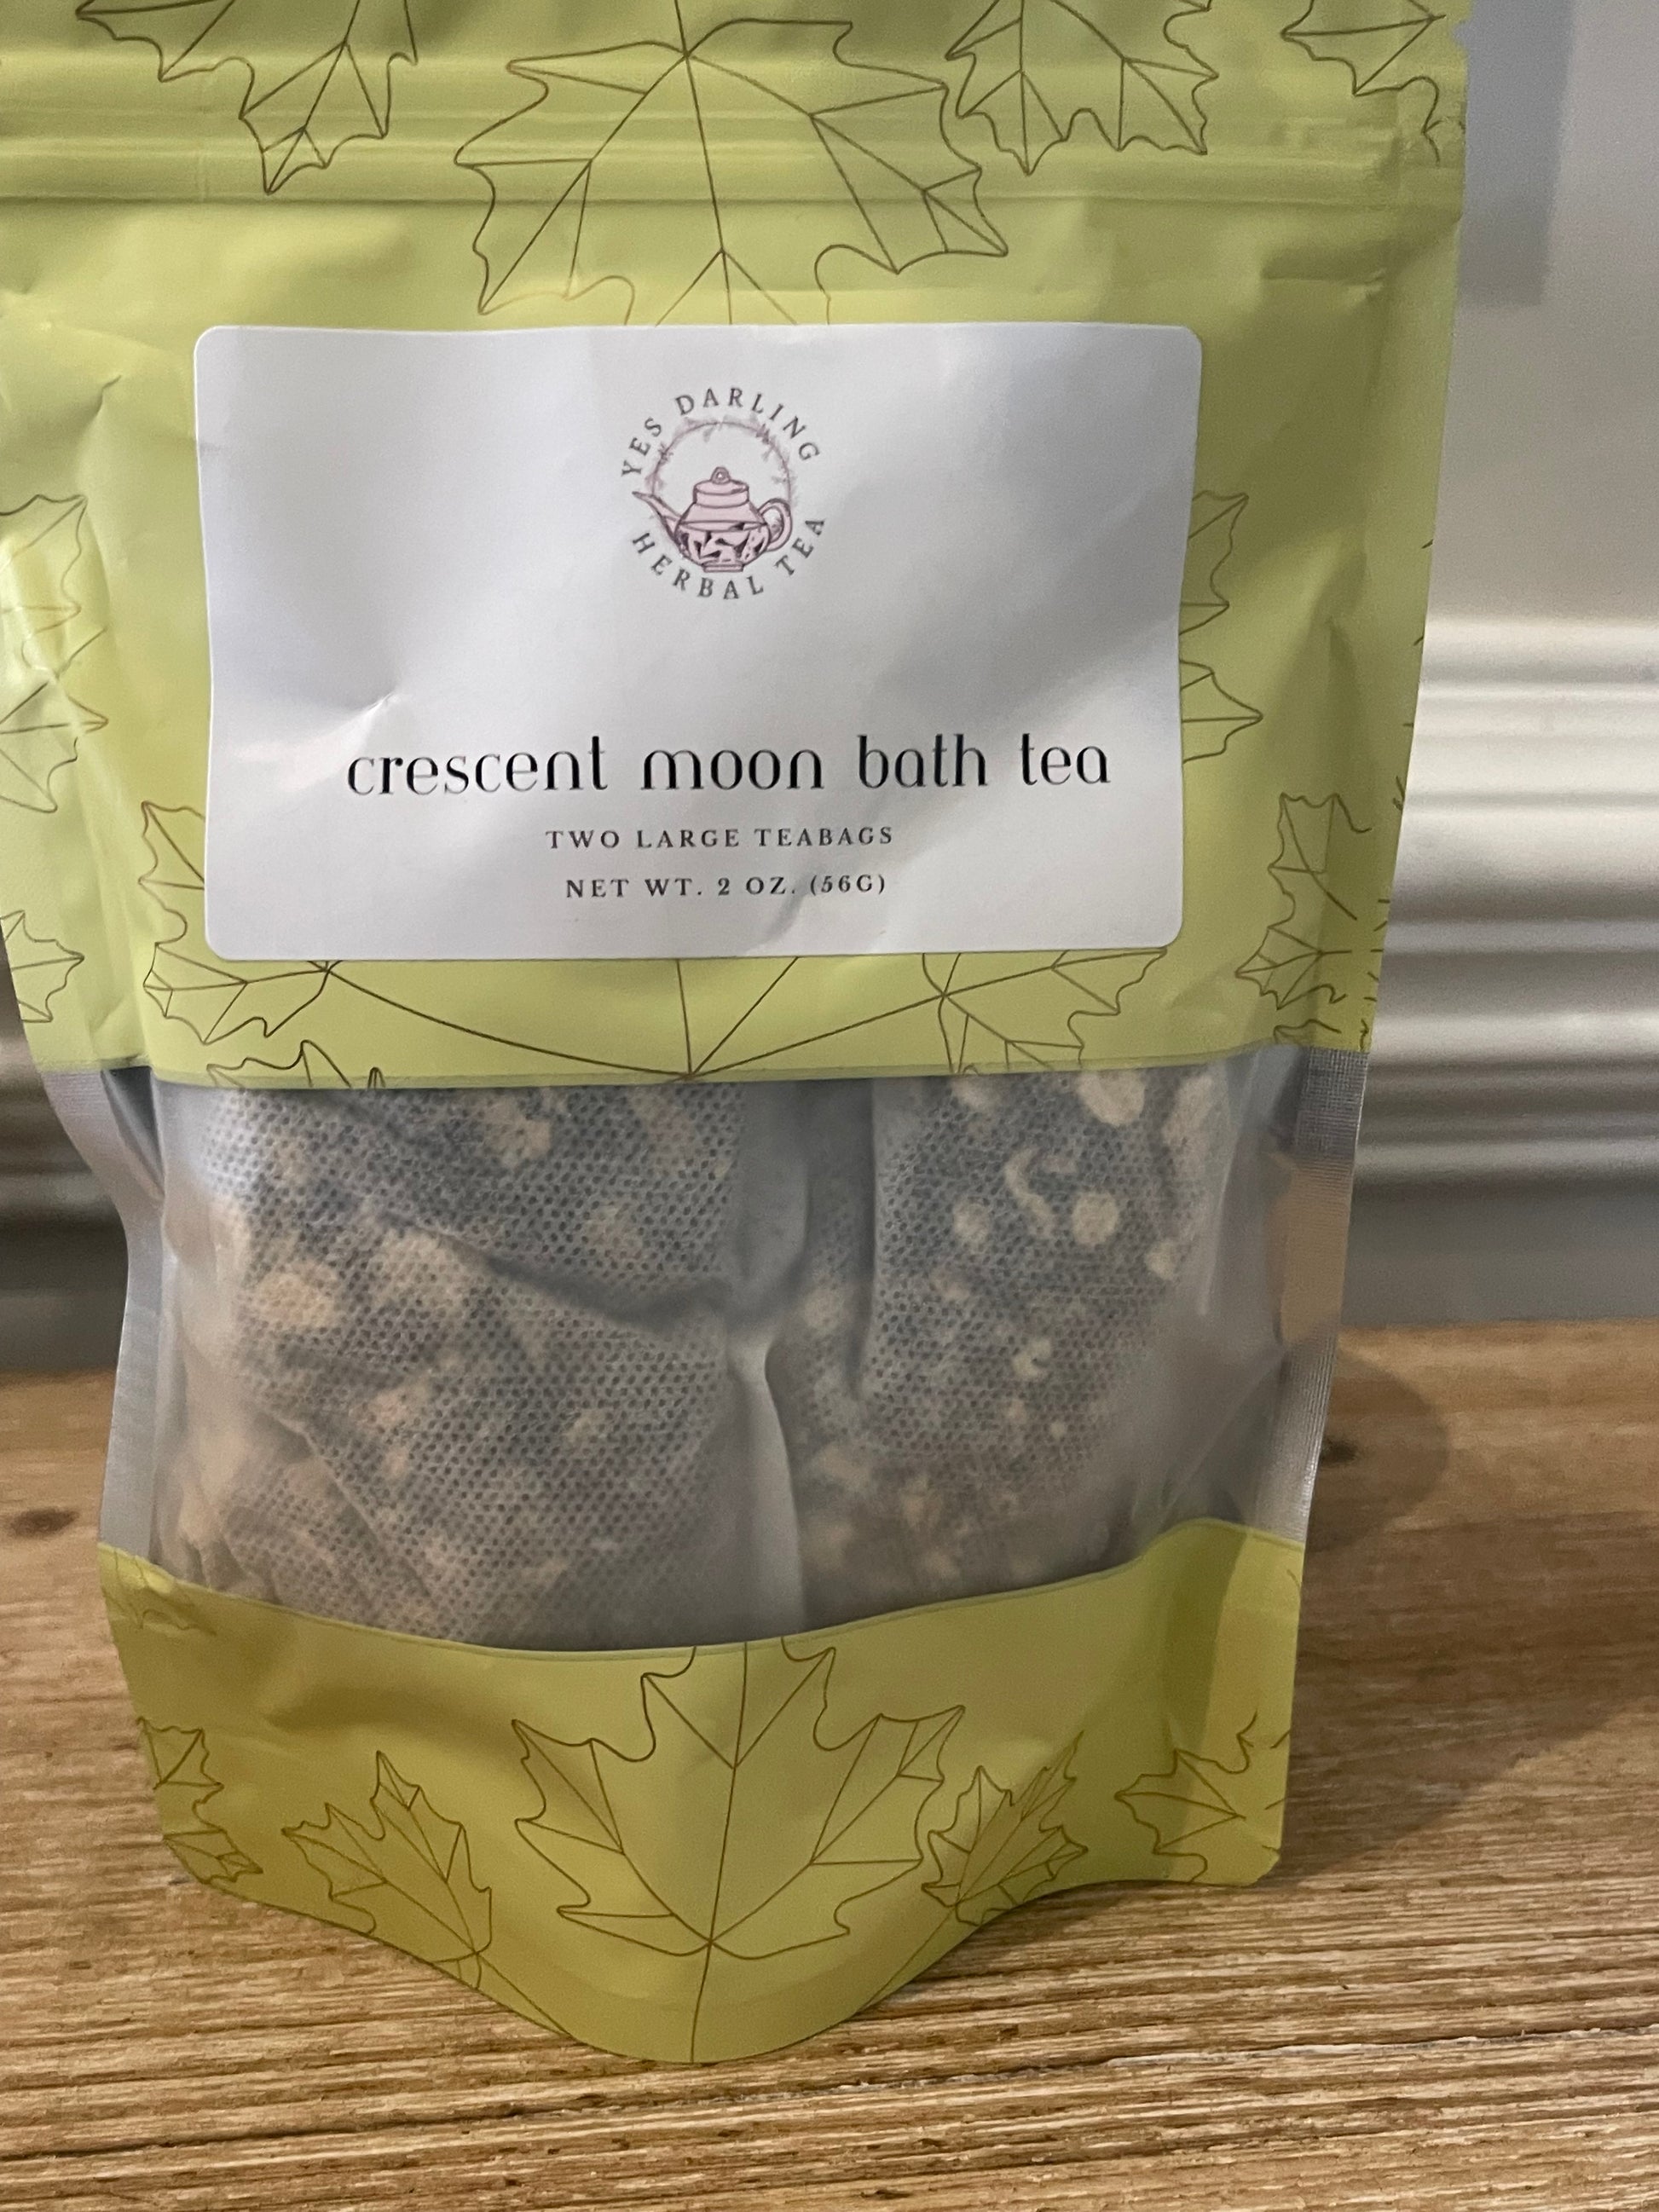 YES DARLING
HERBAL TEA
crescent moon bath tea
TWO LARGE TEABAGS
NET WT. 2 OZ. (56G)